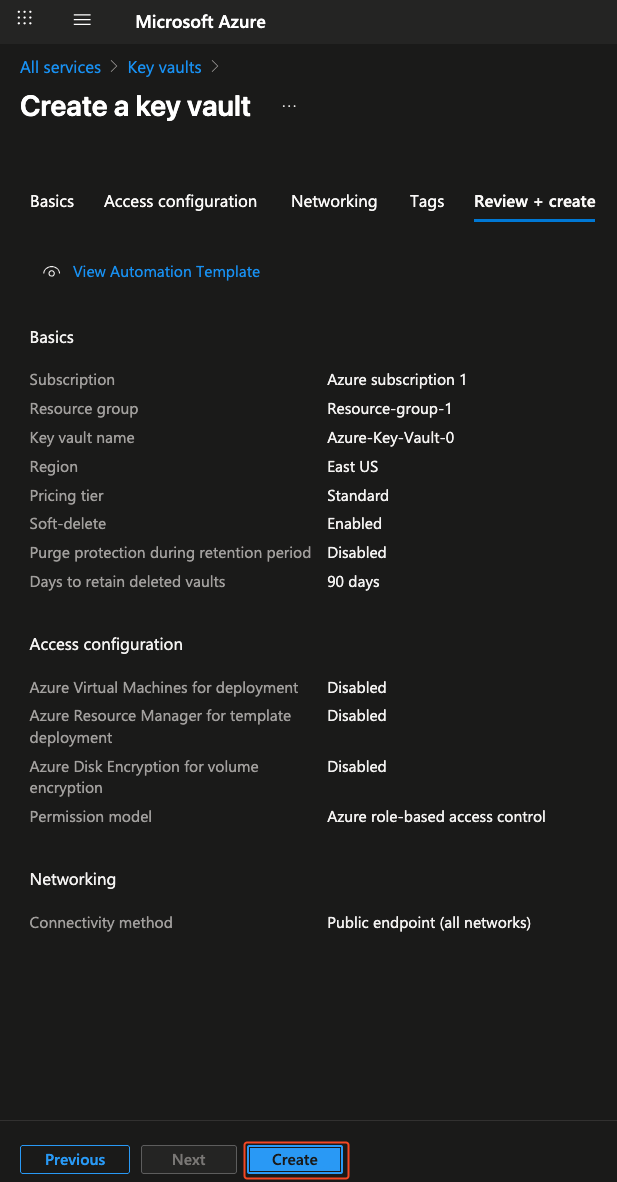 Microsoft Azure
All services > Key vaults >
Create a key vault ...
Basics Access configuration Networking Tags Review + create
View Automation Template
Basics
Subscription Azure subscription 1
Resource group Resource-group-1
Key vault name Azure-Key-Vault-0
Region East US
Pricing tier Standard
Soft-delete Enabled
Purge protection during retention period Disabled
Days to retain deleted vaults 90 days
Access configuration
Azure Virtual Machines for deployment Disabled
Azure Resource Manager for template Disabled
deployment
Azure Disk Encryption for volume Disabled
encryption
Permission model Azure role-based access control
Networking
Connectivity method Public endpoint (all networks)
Previous Next Create